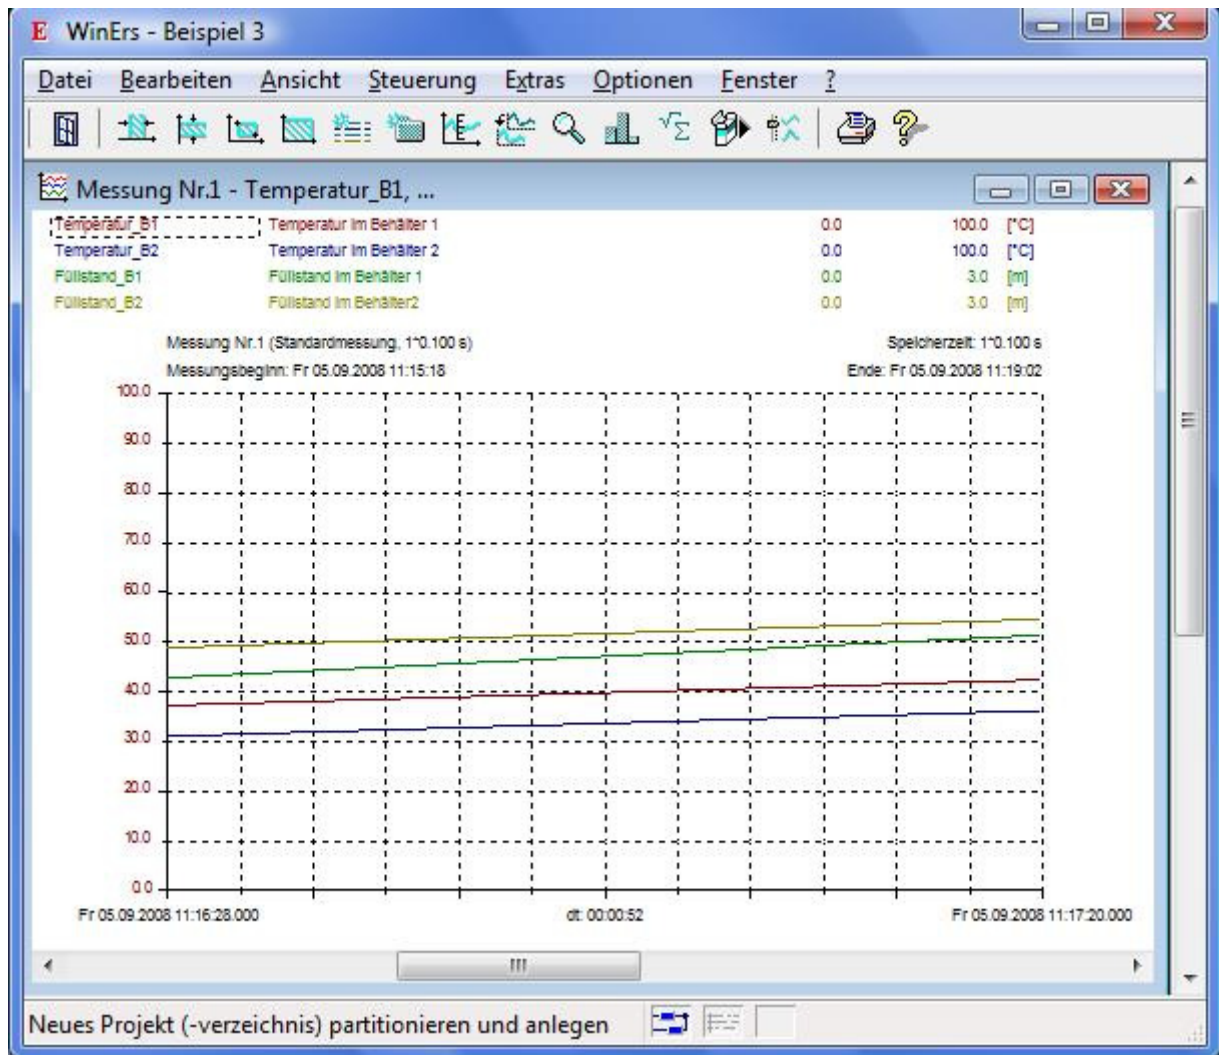 E WinErs - Beispiel 3
Datei Bearbeiten Ansicht Steuerung Extras Optionen Fenster ?
Messung Nr.1 - Temperatur_B1, ...
Temperatur_B1 Temperatur im Behälter 1 0.0 100.0 [°C]
Temperatur_B2 Temperatur im Behälter 2 0.0 100.0 [°C]
Füllstand_B1 Füllstand im Behälter 1 0.0 3.0 [m]
Füllstand_B2 Füllstand im Behälter2 0.0 3.0 [m]
Messung Nr.1 (Standardmessung, 1*0.100 s) Speicherzeit: 1*0.100 s
Messungsbeginn: Fr 05.09.2008 11:15:18 Ende: Fr 05.09.2008 11:19:02
100.0
90.0
80.0
70.0
60.0
50.0
40.0
30.0
20.0
10.0
0.0
Fr 05.09.2008 11:16:28.000 dt: 00:00:52 Fr 05.09.2008 11:17:20.000
Neues Projekt (-verzeichnis) partitionieren und anlegen